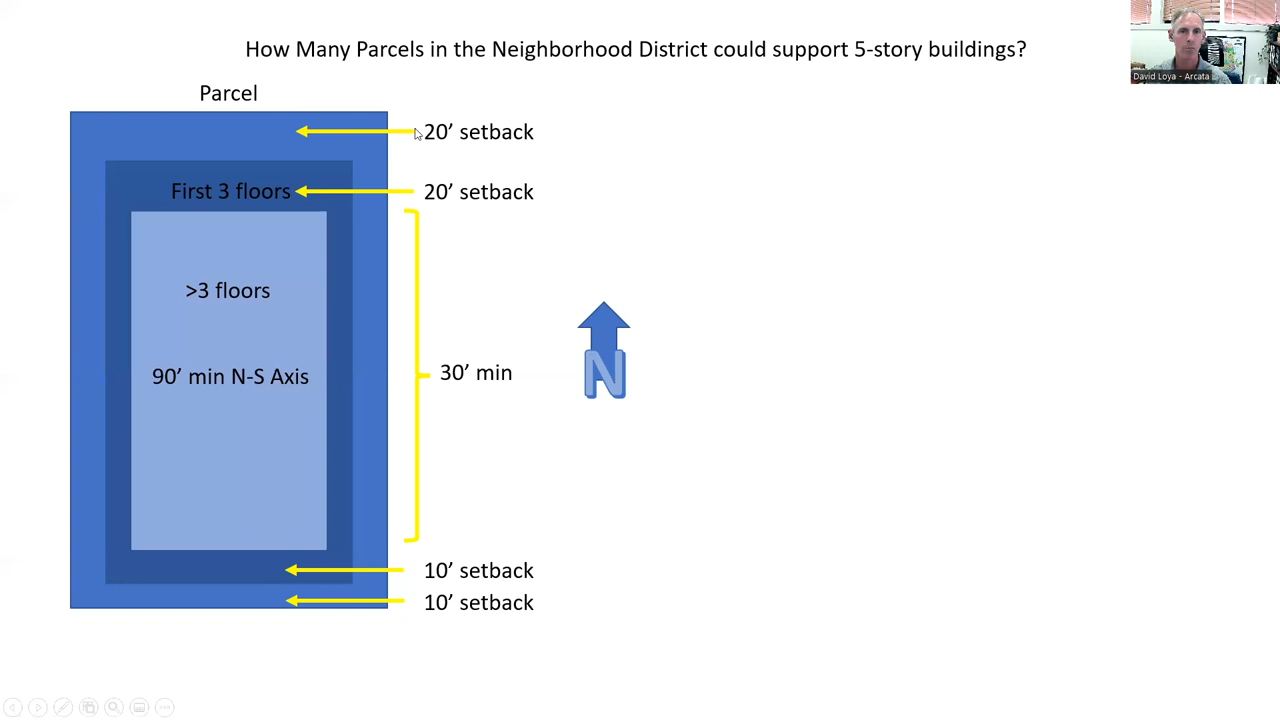 How Many Parcels in the Neighborhood District could support 5-story buildings?
David Loya - Arcata
Parcel
20’ setback
First 3 floors
20’ setback
>3 floors
90’ min N-S Axis
30’ min
N
10’ setback
10’ setback